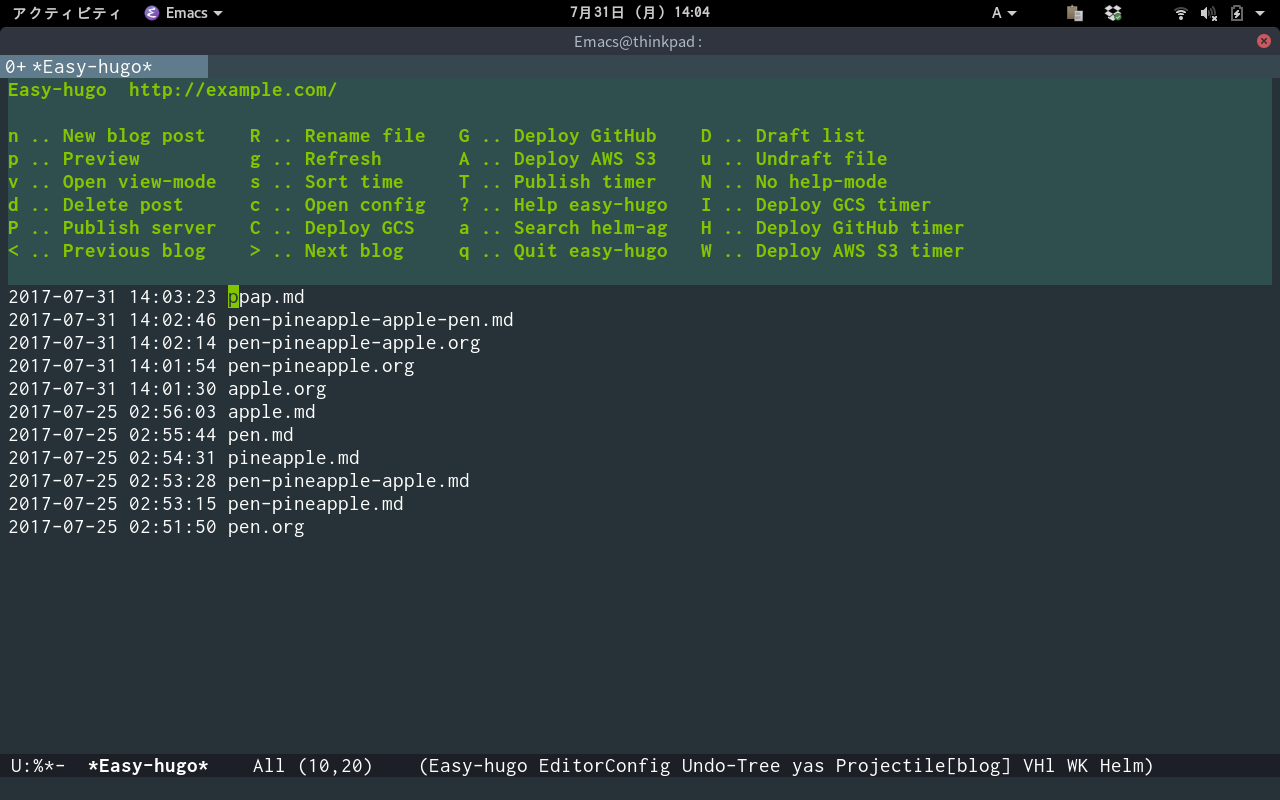 アクティビティ Emacs 7月31日 (月) 14:04 A
Emacs@thinkpad:
0+ *Easy-hugo*
Easy-hugo  http://example.com/
n .. New blog post    R .. Rename file   G .. Deploy GitHub    D .. Draft list
p .. Preview          g .. Refresh       A .. Deploy AWS S3    u .. Undraft file
v .. Open view-mode   s .. Sort time     T .. Publish timer    N .. No help-mode
d .. Delete post      c .. Open config   ? .. Help easy-hugo   I .. Deploy GCS timer
P .. Publish server   C .. Deploy GCS    a .. Search helm-ag   H .. Deploy GitHub timer
< .. Previous blog    > .. Next blog     q .. Quit easy-hugo   W .. Deploy AWS S3 timer
2017-07-31 14:03:23 ppap.md
2017-07-31 14:02:46 pen-pineapple-apple-pen.md
2017-07-31 14:02:14 pen-pineapple-apple.org
2017-07-31 14:01:54 pen-pineapple.org
2017-07-31 14:01:30 apple.org
2017-07-25 02:56:03 apple.md
2017-07-25 02:55:44 pen.md
2017-07-25 02:54:31 pineapple.md
2017-07-25 02:53:28 pen-pineapple-apple.md
2017-07-25 02:53:15 pen-pineapple.md
2017-07-25 02:51:50 pen.org
U:%*-  *Easy-hugo*    All (10,20)    (Easy-hugo EditorConfig Undo-Tree yas Projectile[blog] VHl WK Helm)